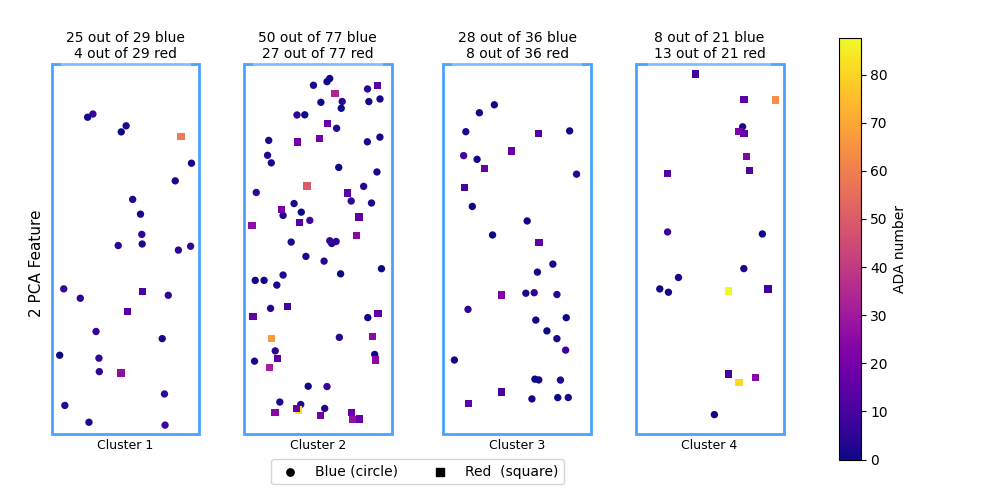 25 out of 29 blue
4 out of 29 red
50 out of 77 blue
27 out of 77 red
28 out of 36 blue
8 out of 36 red
8 out of 21 blue
13 out of 21 red
2 PCA Feature
Cluster 1
Cluster 2
Cluster 3
Cluster 4
80
70
60
50
40
30
20
10
0
ADA number
Blue (circle)
Red (square)